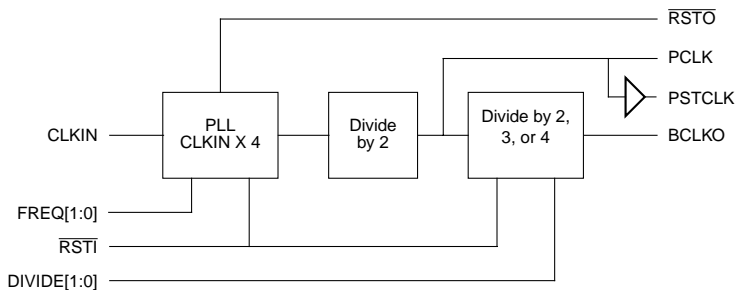 RSTO
PCLK
PSTCLK
BCLKO
CLKIN
PLL
CLKIN X 4
Divide
by 2
Divide by 2,
3, or 4
FREQ[1:0]
RSTI
DIVIDE[1:0]